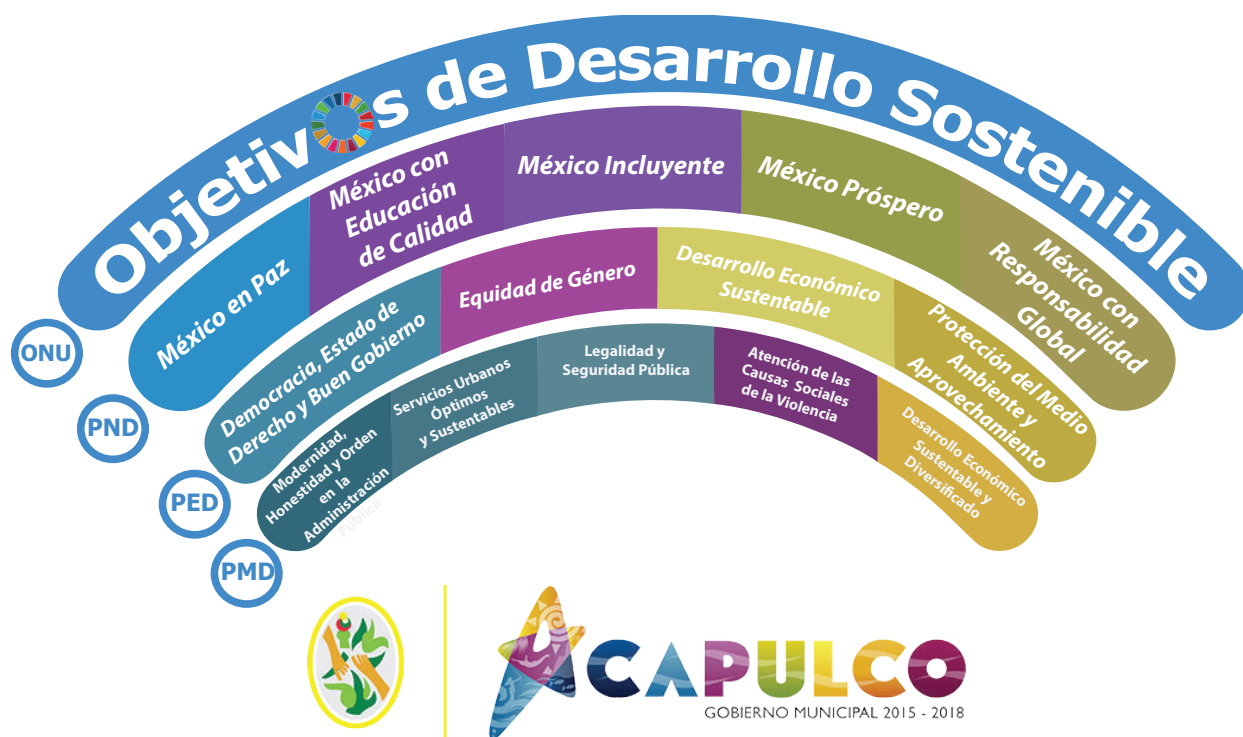 Objetivos de Desarrollo Sostenible
ONU
México en Paz
México con
Educación
de Calidad
México Incluyente
México Próspero
México con
Responsabilidad
Global
PND
Democracia, Estado de
Derecho y Buen Gobierno
Equidad de Género
Desarrollo Económico
Sustentable
Protección del Medio
Ambiente y
Aprovechamiento
PED
Modernidad,
Honestidad y Orden
en la
Administración
Pública
Servicios Urbanos
Óptimos
y Sustentables
Legalidad y
Seguridad Pública
Atención de las
Causas Sociales
de la Violencia
Desarrollo Económico
Sustentable y
Diversificado
PMD
ACAPULCO
GOBIERNO MUNICIPAL 2015 - 2018